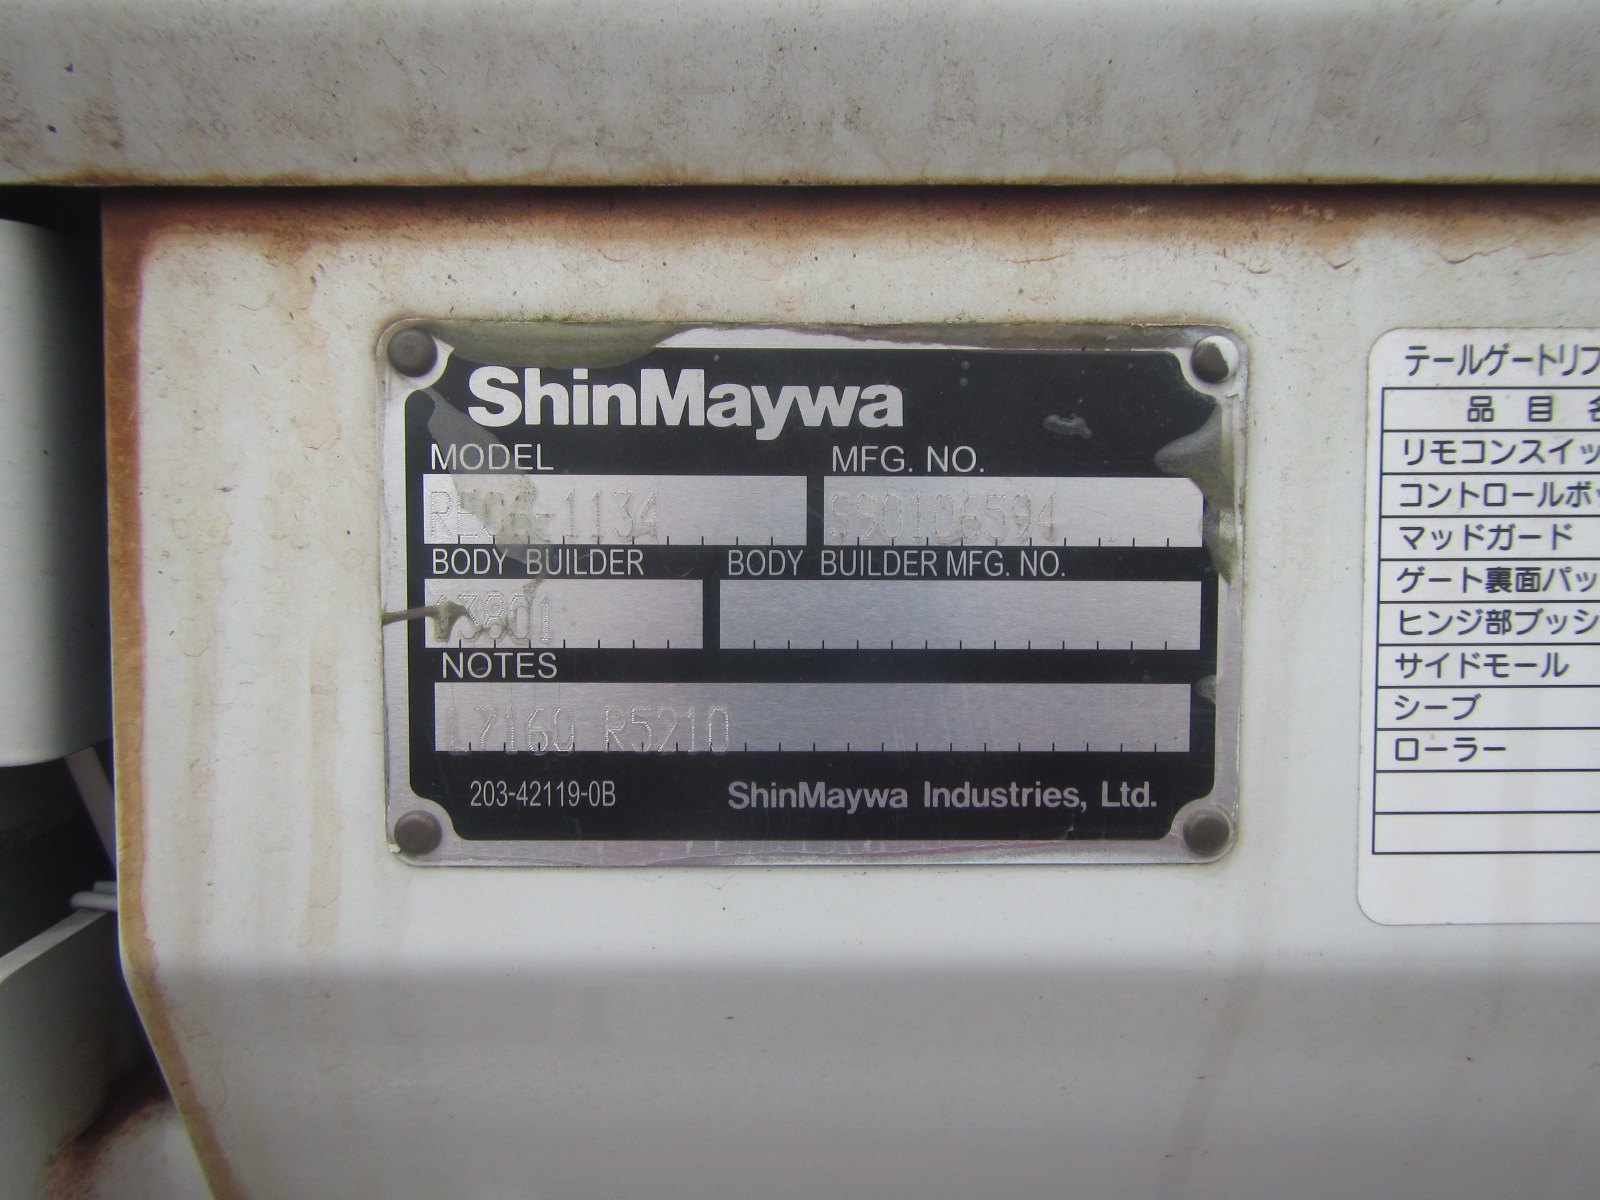 ShinMaywa
MODEL
MFG. NO.
RE06-1134
S90106594
BODY BUILDER
BODY BUILDER MFG. NO.
13801
NOTES
L7160 R5210
203-42119-0B
ShinMaywa Industries, Ltd.
テールゲートリフ
品 目 名
リモコンスイッ
コントロールボッ
マッドガード
ゲート裏面パッ
ヒンジ部ブッシ
サイドモール
シーブ
ローラー